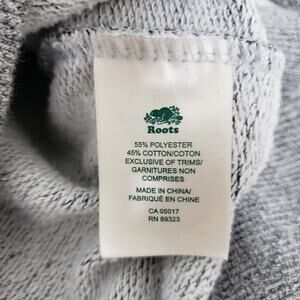 Roots
55% POLYESTER
45% COTTON/COTON
EXCLUSIVE OF TRIMS/
GARNITURES NON
COMPRISES
MADE IN CHINA/
FABRIQUÉ EN CHINE
CA 05017
RN 89323